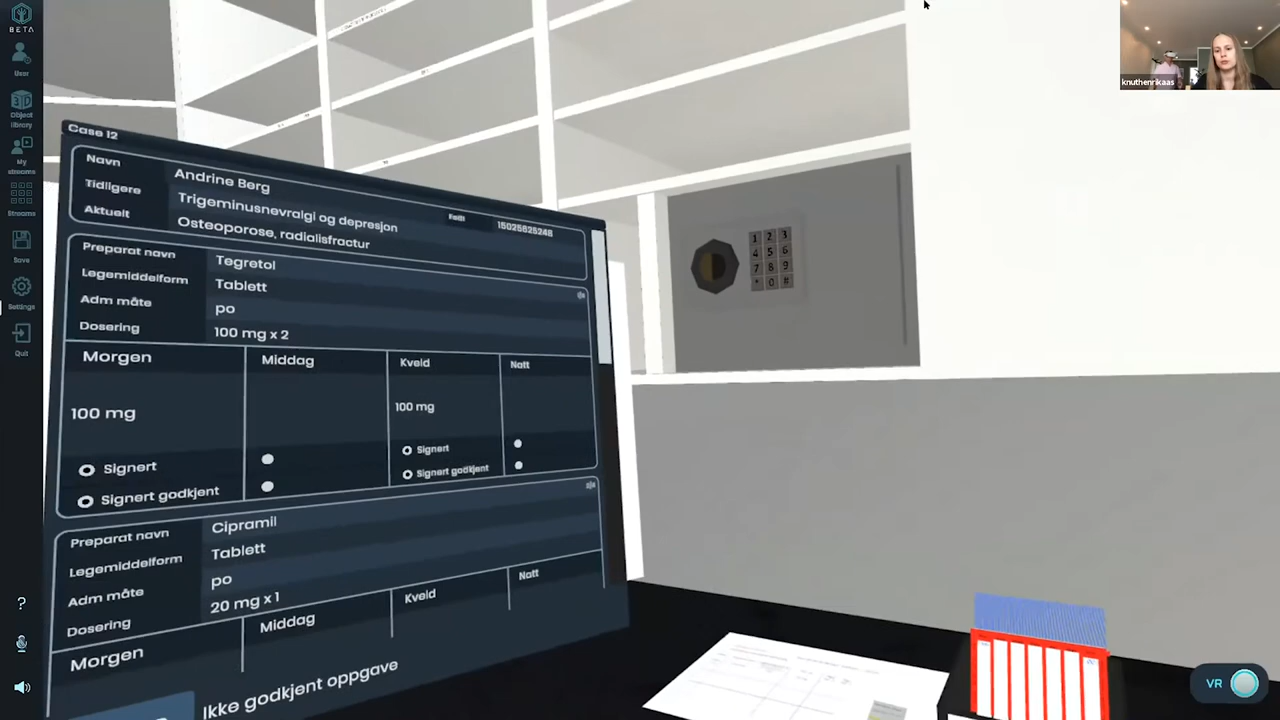 BETA
User
Object
library
My
streams
Streams
Save
Settings
Quit
?
Case 12
Navn Andrine Berg
Tidligere Trigeminusnevralgi og depresjon Født 15025625248
Aktuelt Osteoporose, radialisfractur
Preparat navn Tegretol
Legemiddelform Tablett
Adm måte po
Dosering 100 mg x 2
Morgen Middag Kveld Natt
100 mg 100 mg
Signert Signert
Signert godkjent Signert godkjent
Preparat navn Cipramil
Legemiddelform Tablett
Adm måte po
Dosering 20 mg x 1
Morgen Middag Kveld Natt
Ikke godkjent oppgave
1 2 3
4 5 6
7 8 9
* 0 #
knuthenrikaas
VR